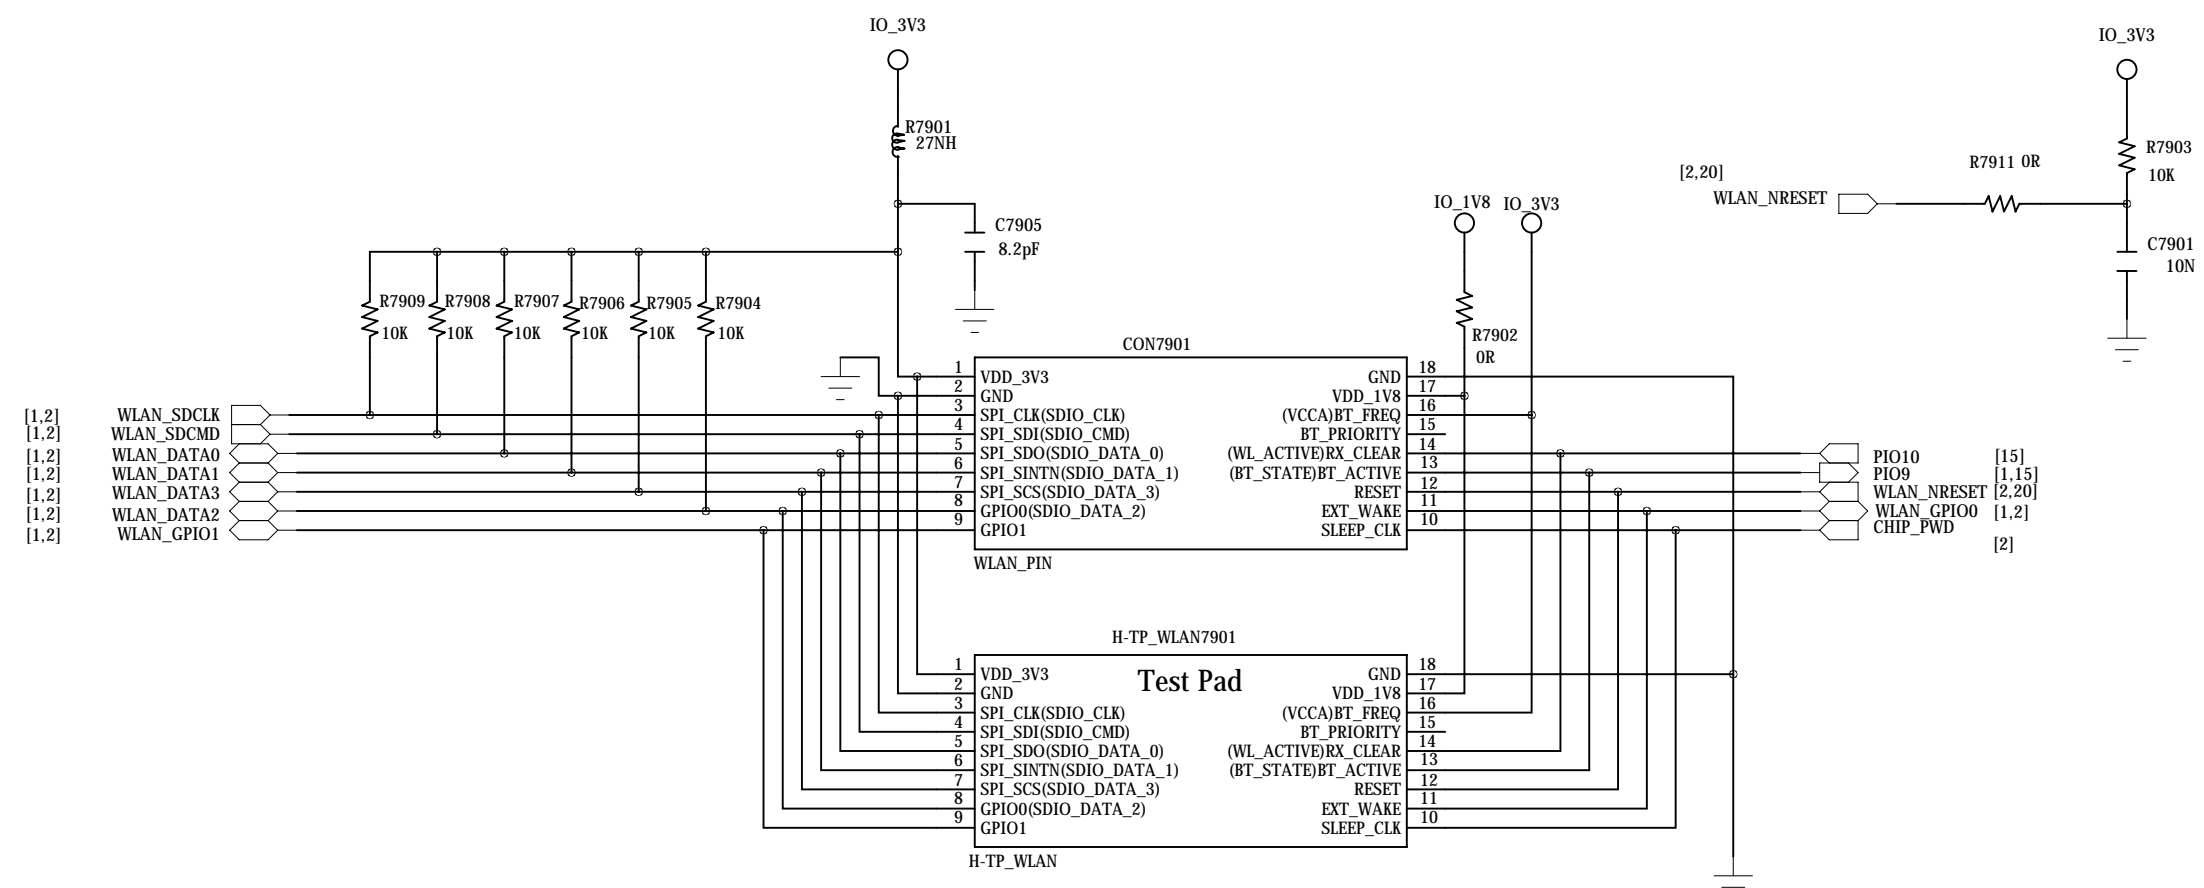 IO_3V3
IO_3V3
R7901
27NH
R7903
10K
R7911 0R
[2,20]
WLAN_NRESET
IO_1V8 IO_3V3
C7905
8.2pF
C7901
10N
R7909 R7908 R7907 R7906 R7905 R7904
10K 10K 10K 10K 10K 10K
R7902
0R
CON7901
1 VDD_3V3 GND 18
2 GND VDD_1V8 17
[1,2] WLAN_SDCLK 3 SPI_CLK(SDIO_CLK) (VCCA)BT_FREQ 16
[1,2] WLAN_SDCMD 4 SPI_SDI(SDIO_CMD) BT_PRIORITY 15
[1,2] WLAN_DATA0 5 SPI_SDO(SDIO_DATA_0) (WL_ACTIVE)RX_CLEAR 14 PIO10 [15]
[1,2] WLAN_DATA1 6 SPI_SINTN(SDIO_DATA_1) (BT_STATE)BT_ACTIVE 13 PIO9 [1,15]
[1,2] WLAN_DATA3 7 SPI_SCS(SDIO_DATA_3) RESET 12 WLAN_NRESET [2,20]
[1,2] WLAN_DATA2 8 GPIO0(SDIO_DATA_2) EXT_WAKE 11 WLAN_GPIO0 [1,2]
[1,2] WLAN_GPIO1 9 GPIO1 SLEEP_CLK 10 CHIP_PWD
[2]
WLAN_PIN
H-TP_WLAN7901
Test Pad
1 VDD_3V3 GND 18
2 GND VDD_1V8 17
3 SPI_CLK(SDIO_CLK) (VCCA)BT_FREQ 16
4 SPI_SDI(SDIO_CMD) BT_PRIORITY 15
5 SPI_SDO(SDIO_DATA_0) (WL_ACTIVE)RX_CLEAR 14
6 SPI_SINTN(SDIO_DATA_1) (BT_STATE)BT_ACTIVE 13
7 SPI_SCS(SDIO_DATA_3) RESET 12
8 GPIO0(SDIO_DATA_2) EXT_WAKE 11
9 GPIO1 SLEEP_CLK 10
H-TP_WLAN